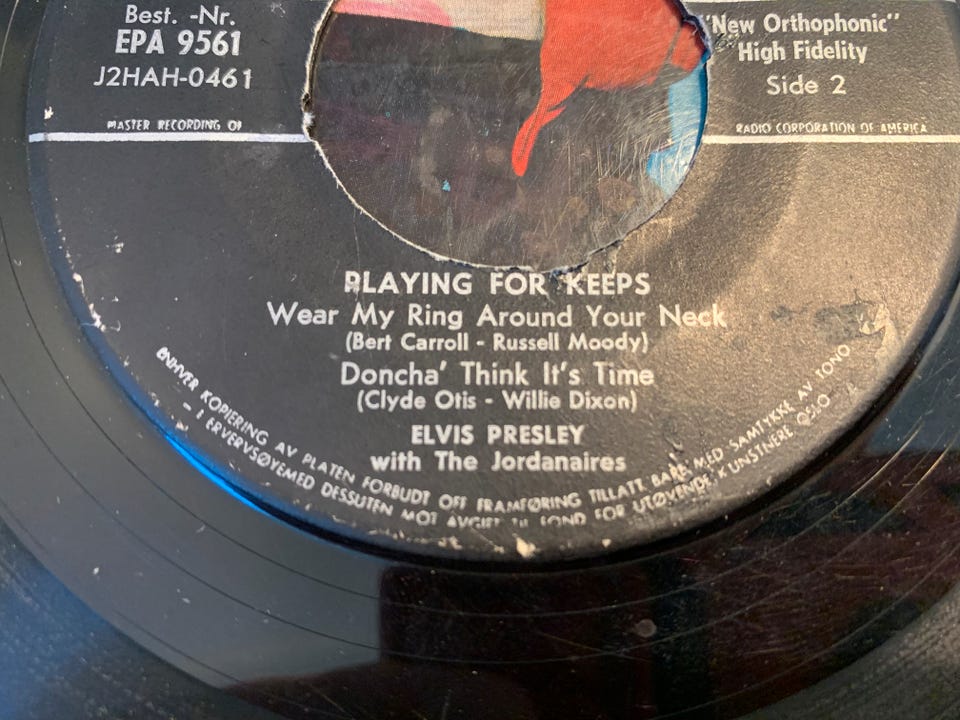 Best. -Nr.
EPA 9561
J2HAH-0461
MASTER RECORDING OF
"New Orthophonic"
High Fidelity
Side 2
RADIO CORPORATION OF AMERICA
PLAYING FOR KEEPS
Wear My Ring Around Your Neck
(Bert Carroll - Russell Moody)
Doncha' Think It's Time
(Clyde Otis - Willie Dixon)
ELVIS PRESLEY
with The Jordanaires
ENHVER KOPIERING AV PLATEN FORBUDT OFF FRAMFØRING TILLATT BARE MED SAMTYKKE AV TONO
- I ERVERVSØYEMED DESSUTEN MOT AVGIFT TIL FOND FOR UTØVENDE KUNSTNERE OSLO